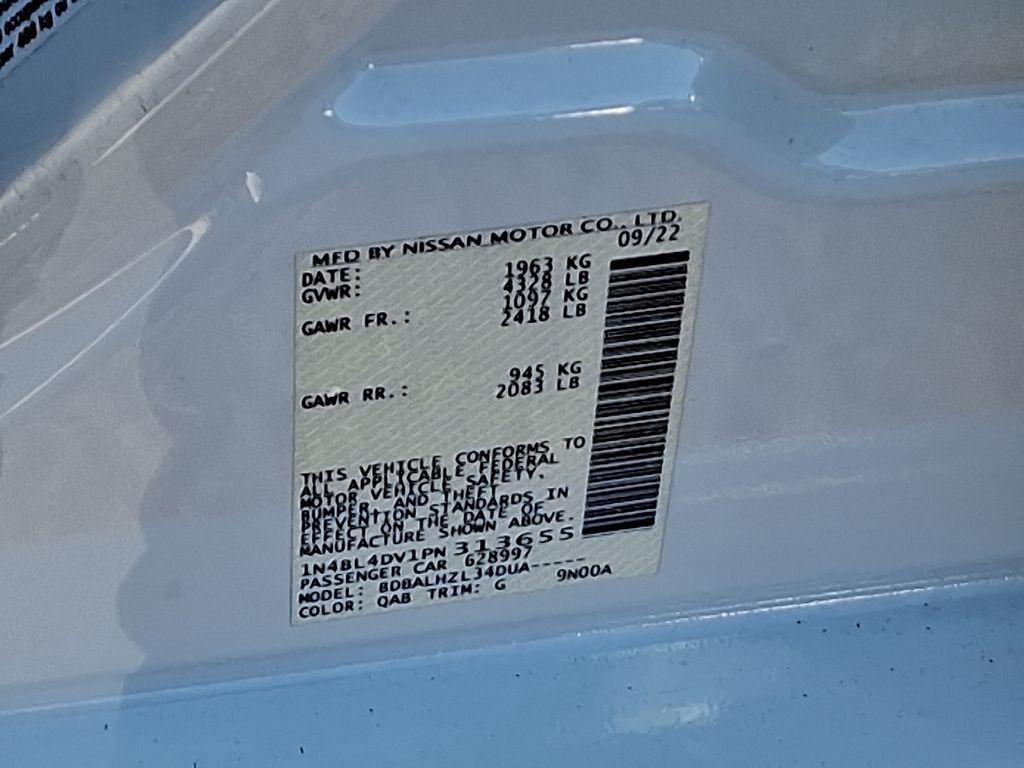 MFD BY NISSAN MOTOR CO., LTD.
DATE: 09/22
GVWR: 1963 KG
4328 LB
GAWR FR.: 1097 KG
2418 LB
GAWR RR.: 945 KG
2083 LB
THIS VEHICLE CONFORMS TO
ALL APPLICABLE FEDERAL
MOTOR VEHICLE SAFETY,
BUMPER, AND THEFT
PREVENTION STANDARDS IN
EFFECT ON THE DATE OF
MANUFACTURE SHOWN ABOVE.
1N4BL4DV1PN313655
PASSENGER CAR 628997
MODEL: BDBALHZL34DUA-----
COLOR: QAB TRIM: G 9N00A